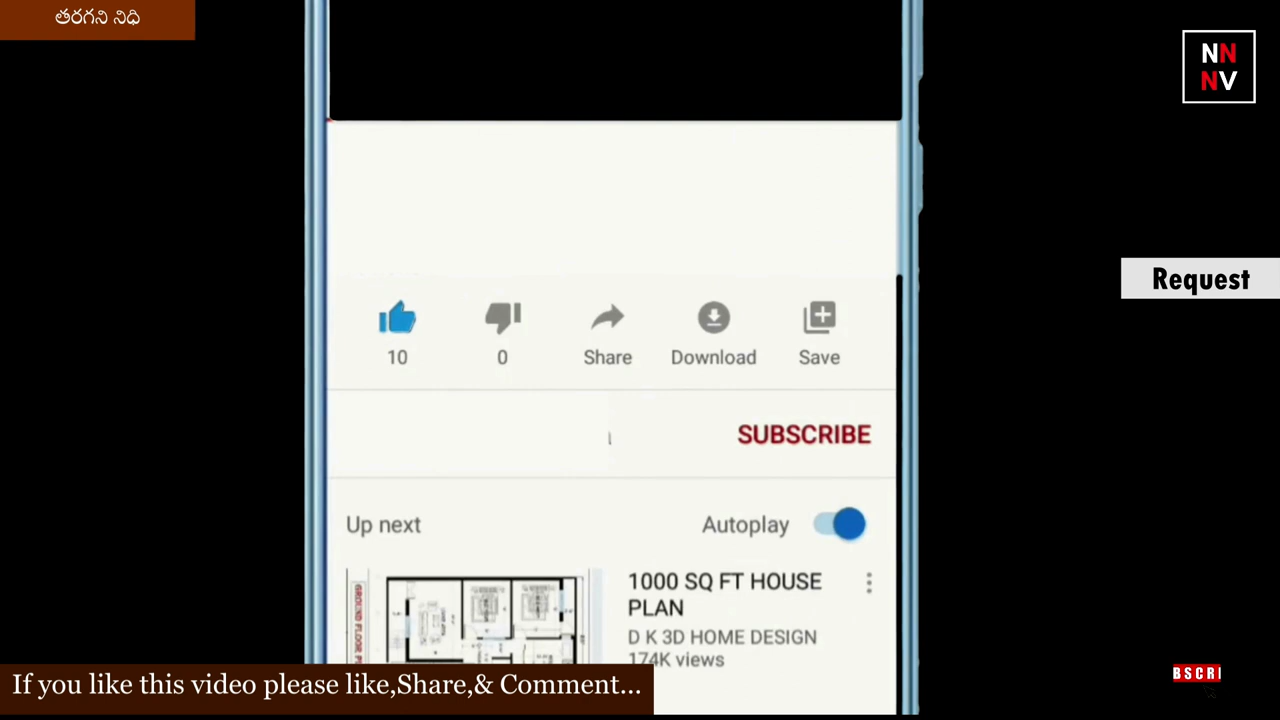 తరగని నిధి
NN
NV
Request
10
0
Share
Download
Save
SUBSCRIBE
Up next
Autoplay
1000 SQ FT HOUSE
PLAN
D K 3D HOME DESIGN
174K views
If you like this video please like,Share,& Comment...
BSCRI